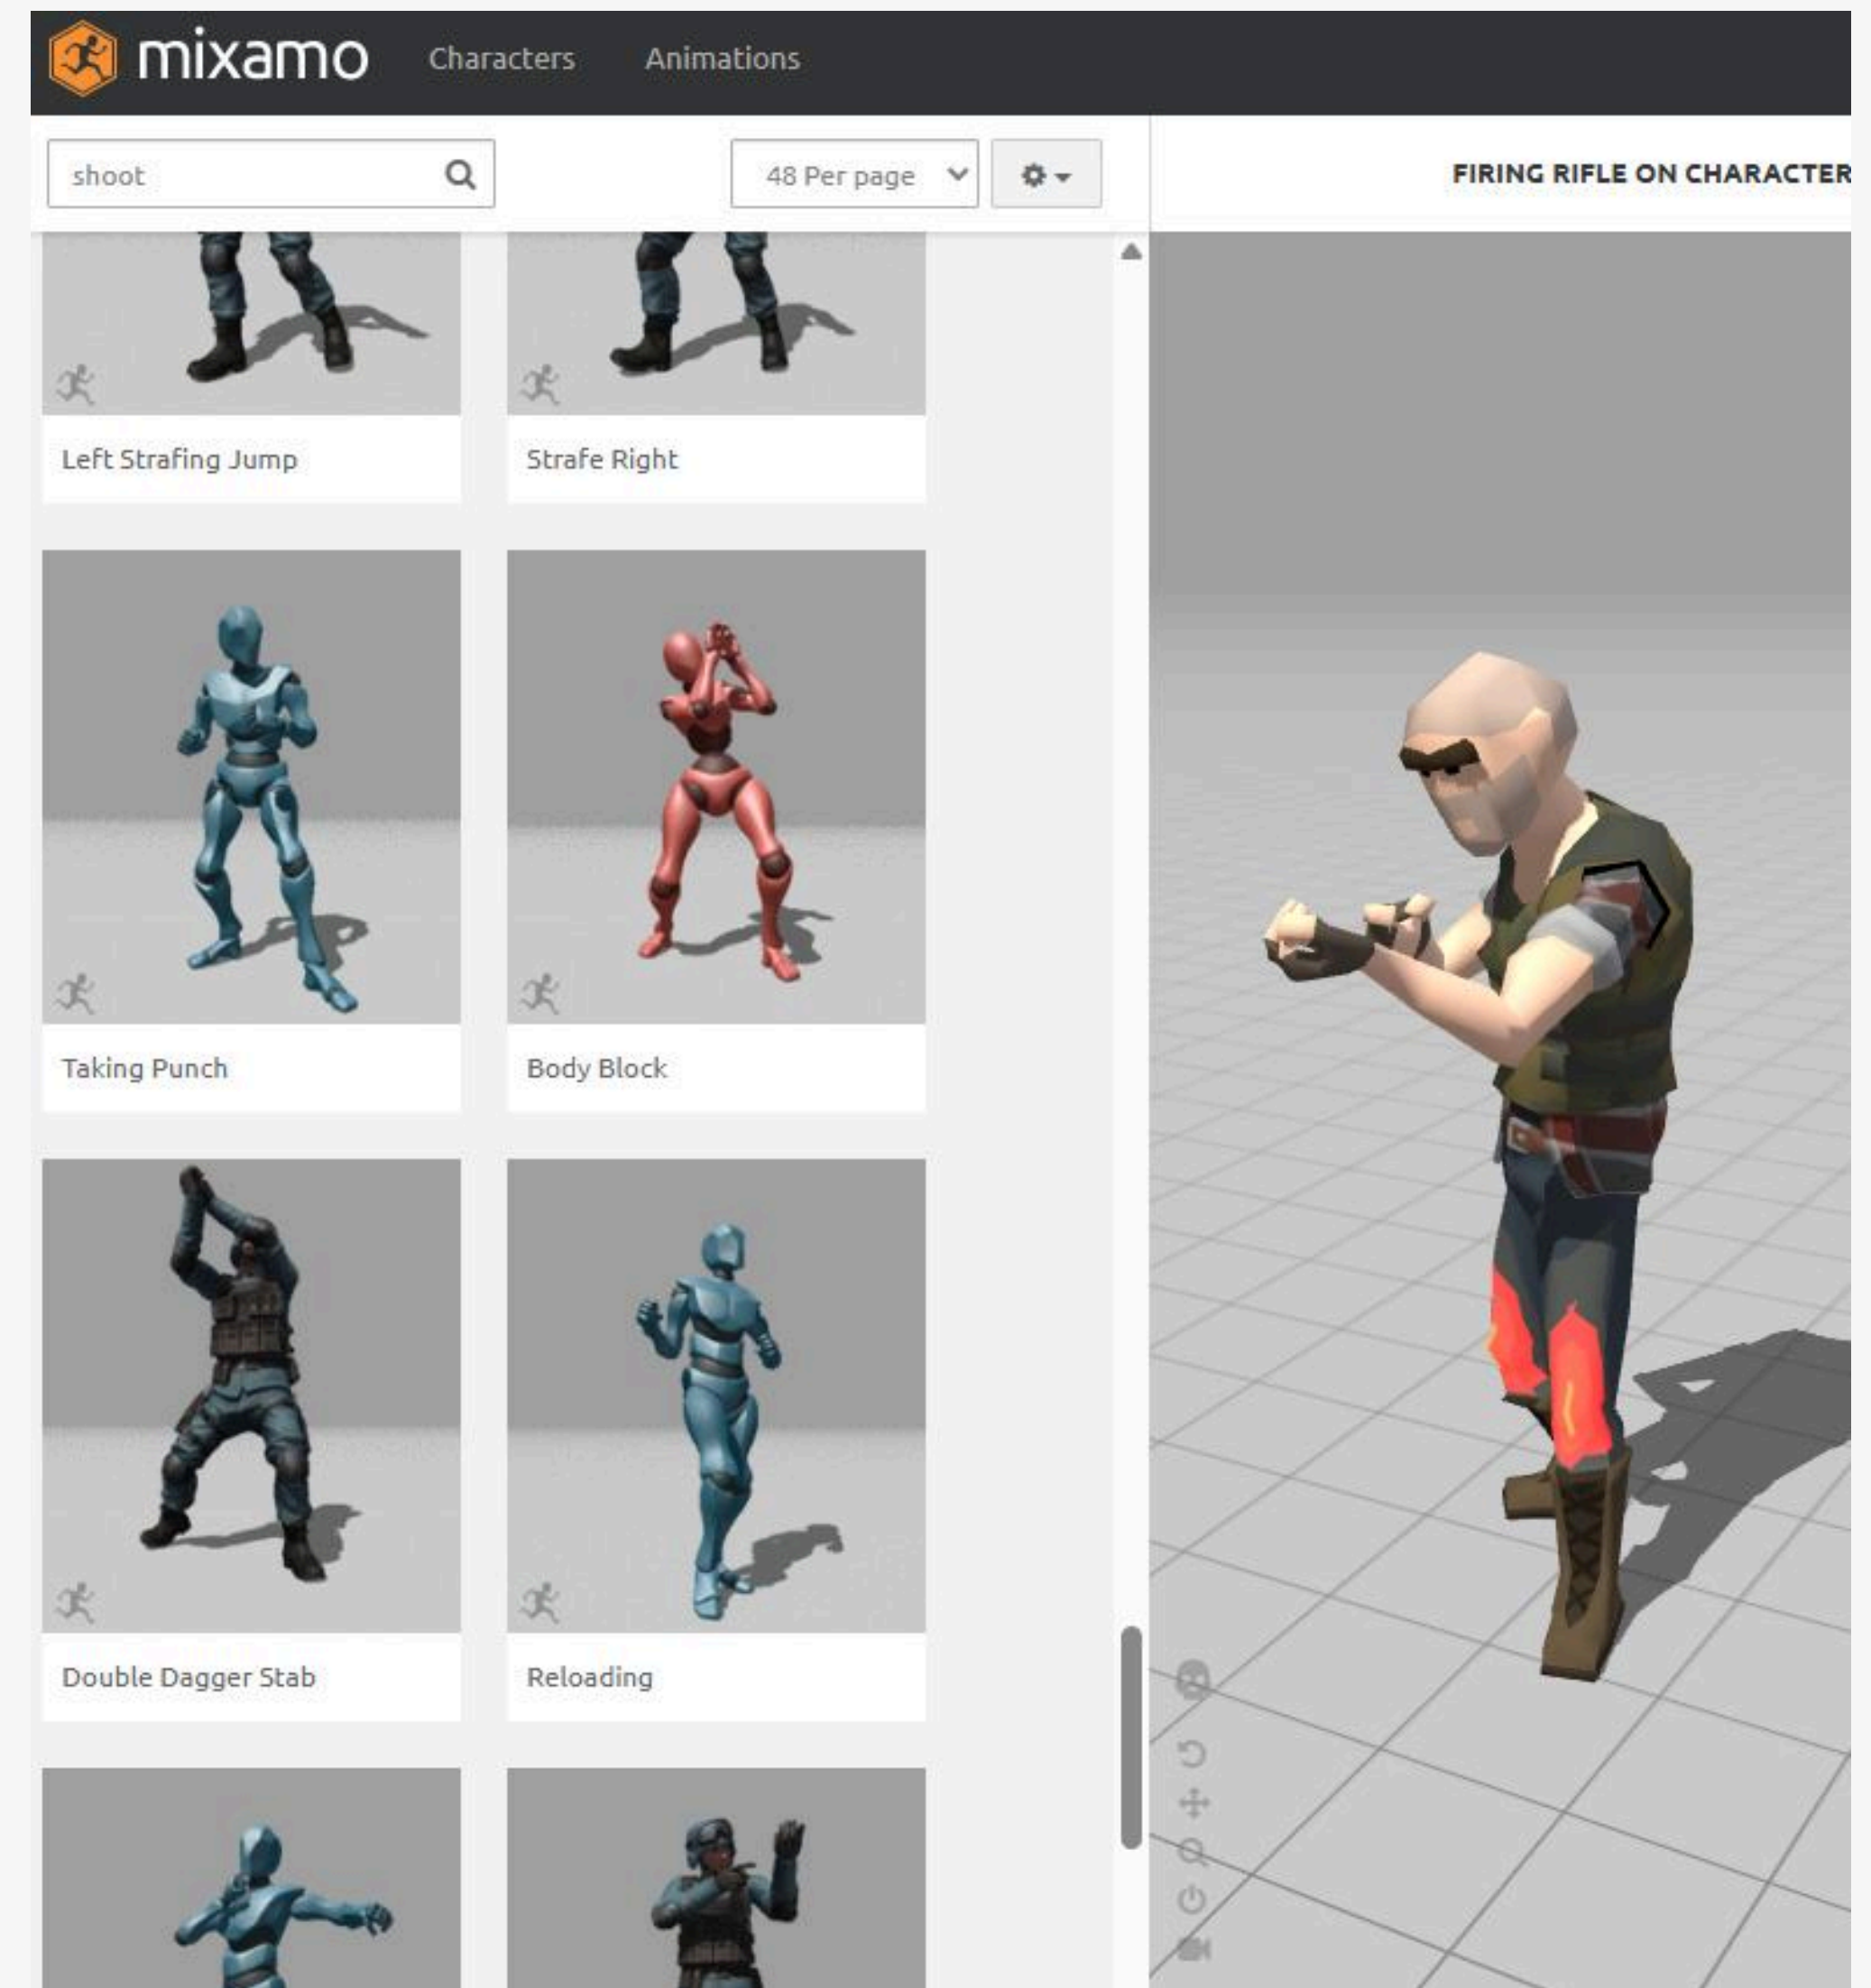 mixamo Characters Animations
shoot
48 Per page
FIRING RIFLE ON CHARACTER
Left Strafing Jump
Strafe Right
Taking Punch
Body Block
Double Dagger Stab
Reloading